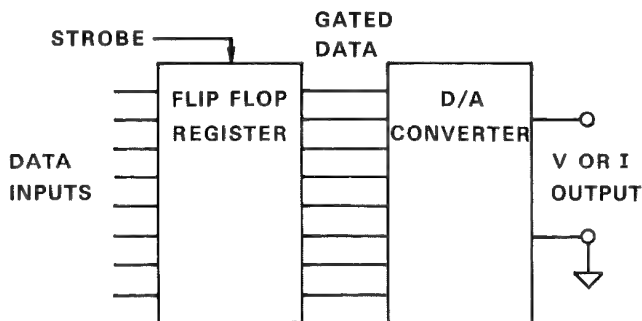 STROBE
GATED
DATA
DATA
INPUTS
FLIP FLOP
REGISTER
D/A
CONVERTER
V OR I
OUTPUT